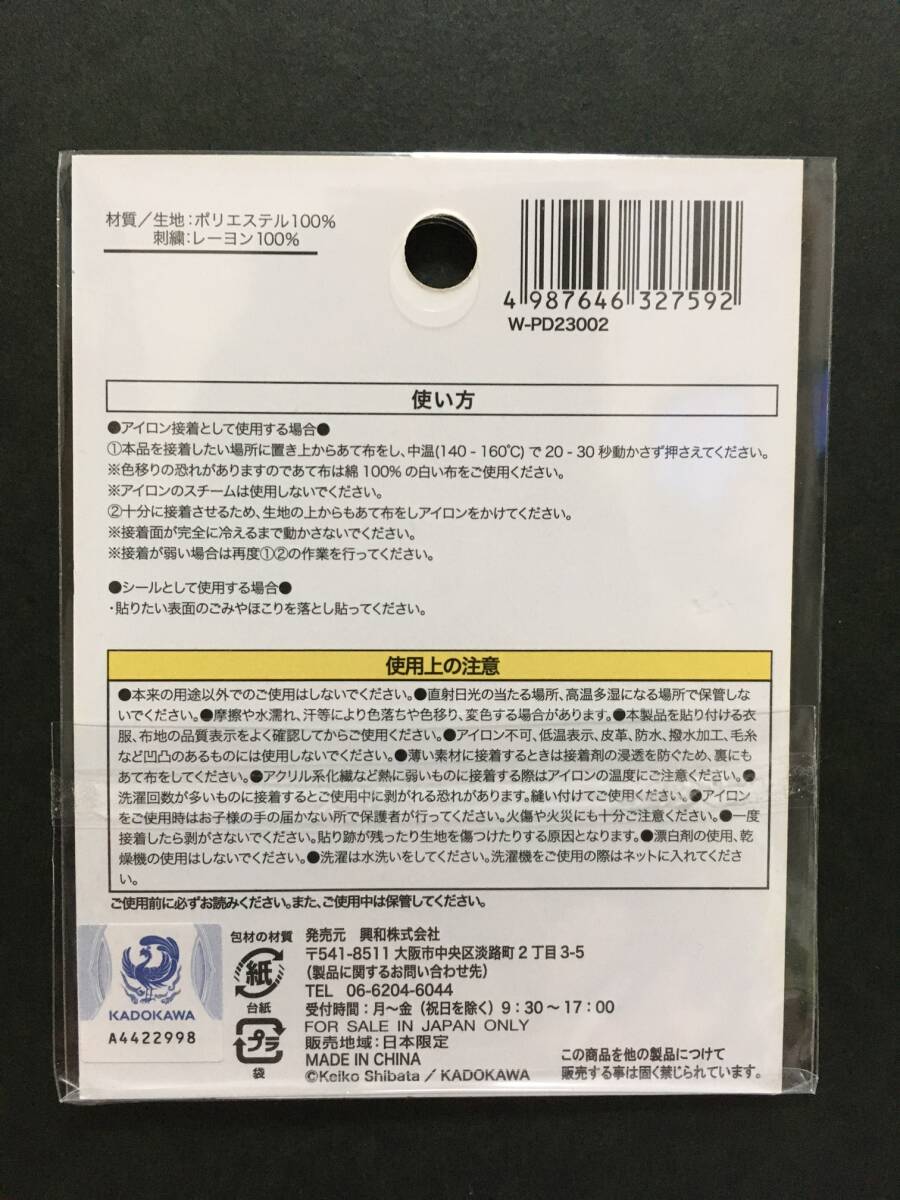 材質／生地：ポリエステル100%
刺繍：レーヨン100%
4 987646 327592
W-PD23002
使い方
●アイロン接着として使用する場合●
①本品を接着したい場所に置き上からあて布をし、中温(140 - 160℃) で 20 - 30 秒動かさず押さえてください。
※色移りの恐れがありますのであて布は綿 100% の白い布をご使用ください。
※アイロンのスチームは使用しないでください。
②十分に接着させるため、生地の上からもあて布をしアイロンをかけてください。
※接着面が完全に冷えるまで動かさないでください。
※接着が弱い場合は再度①②の作業を行ってください。
●シールとして使用する場合●
・貼りたい表面のごみやほこりを落とし貼ってください。
使用上の注意
●本来の用途以外でのご使用はしないでください。●直射日光の当たる場所、高温多湿になる場所で保管しな
いでください。●摩擦や水濡れ、汗等により色落ちや色移り、変色する場合があります。●本製品を貼り付ける衣
服、布地の品質表示をよく確認してからご使用ください。●アイロン不可、低温表示、皮革、防水、撥水加工、毛糸
など凹凸のあるものには使用しないでください。●薄い素材に接着するときは接着剤の浸透を防ぐため、裏にも
あて布をしてください。●アクリル系化繊など熱に弱いものに接着する際はアイロンの温度にご注意ください。●
洗濯回数が多いものに接着するとご使用中に剥がれる恐れがあります。縫い付けてご使用ください。●アイロン
をご使用時はお子様の手の届かない所で保護者が行ってください。火傷や火災にも十分ご注意ください。●一度
接着したら剥がさないでください。貼り跡が残ったり生地を傷つけたりする原因となります。●漂白剤の使用、乾
燥機の使用はしないでください。●洗濯は水洗いをしてください。洗濯機をご使用の際はネットに入れてくださ
い。
ご使用前に必ずお読みください。また、ご使用中は保管してください。
KADOKAWA
A4422998
包材の材質
紙
台紙
プラ
袋
発売元 興和株式会社
〒541-8511 大阪市中央区淡路町 2 丁目 3-5
(製品に関するお問い合わせ先)
TEL 06-6204-6044
受付時間：月～金 (祝日を除く) 9：30～17：00
FOR SALE IN JAPAN ONLY
販売地域：日本限定
MADE IN CHINA
©Keiko Shibata / KADOKAWA
この商品を他の製品につけて
販売する事は固く禁じられています。